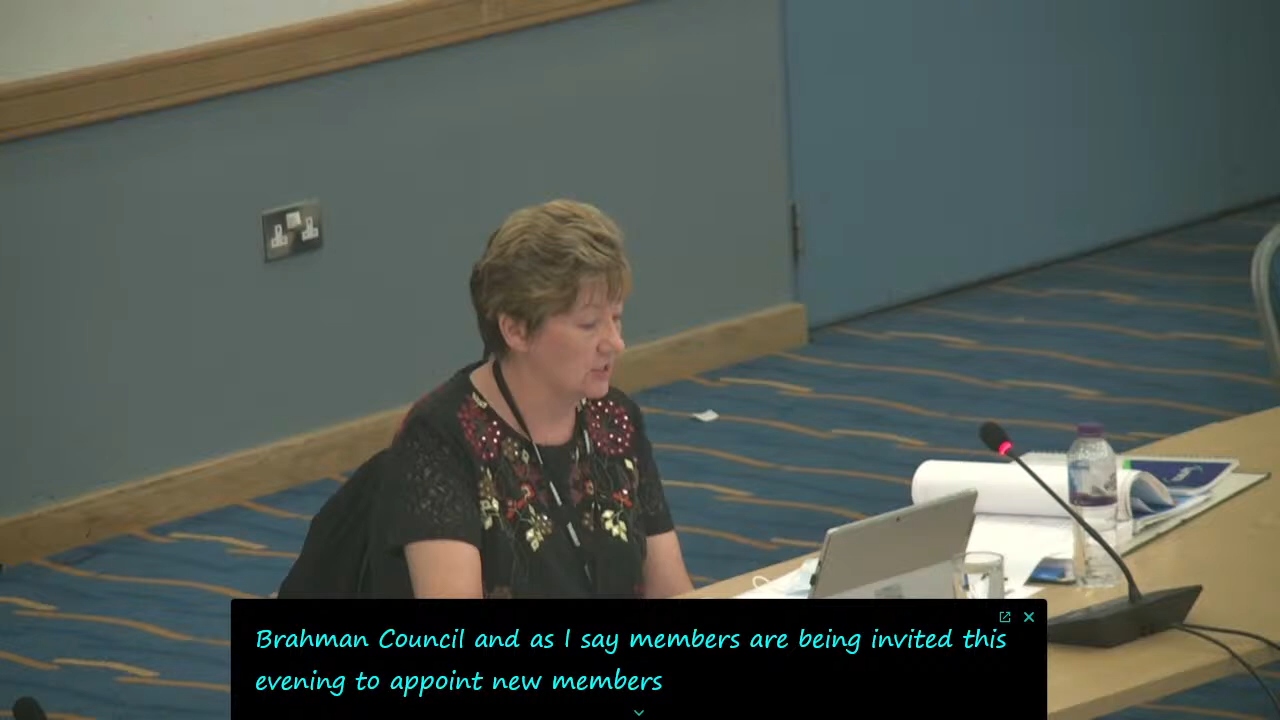 Brahman Council and as I say members are being invited this
evening to appoint new members